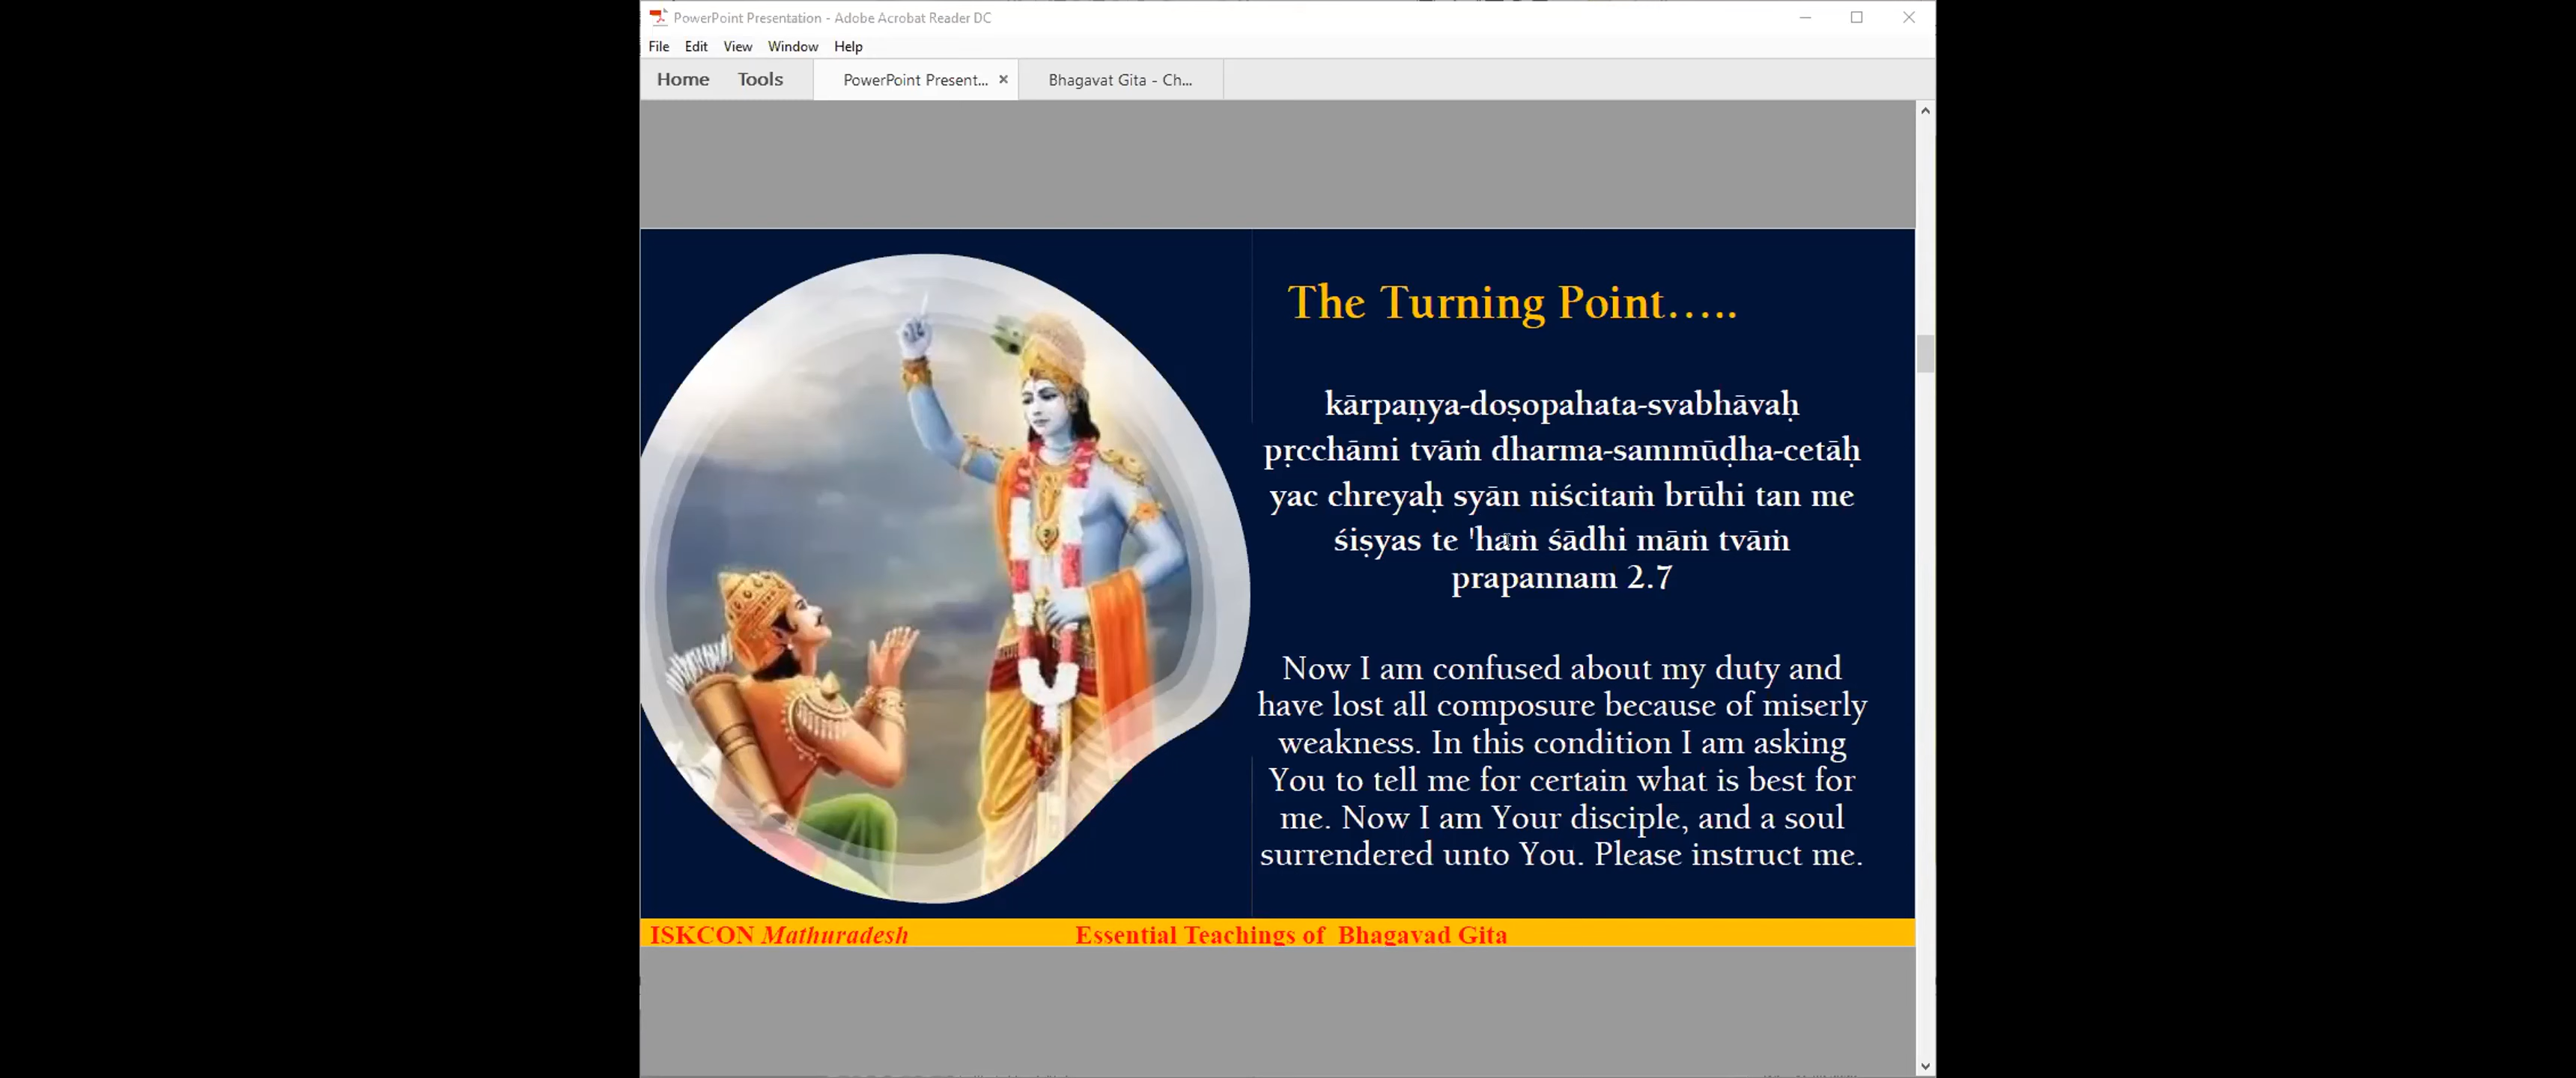 PowerPoint Presentation - Adobe Acrobat Reader DC
File Edit View Window Help
Home Tools PowerPoint Present... Bhagavat Gita - Ch...
The Turning Point.....
kārpaṇya-doṣopahata-svabhāvaḥ
pṛcchāmi tvāṁ dharma-sammūḍha-cetāḥ
yac chreyaḥ syān niścitaṁ brūhi tan me
śiṣyas te 'haṁ śādhi māṁ tvāṁ
prapannam 2.7
Now I am confused about my duty and
have lost all composure because of miserly
weakness. In this condition I am asking
You to tell me for certain what is best for
me. Now I am Your disciple, and a soul
surrendered unto You. Please instruct me.
ISKCON Mathuradesh Essential Teachings of Bhagavad Gita